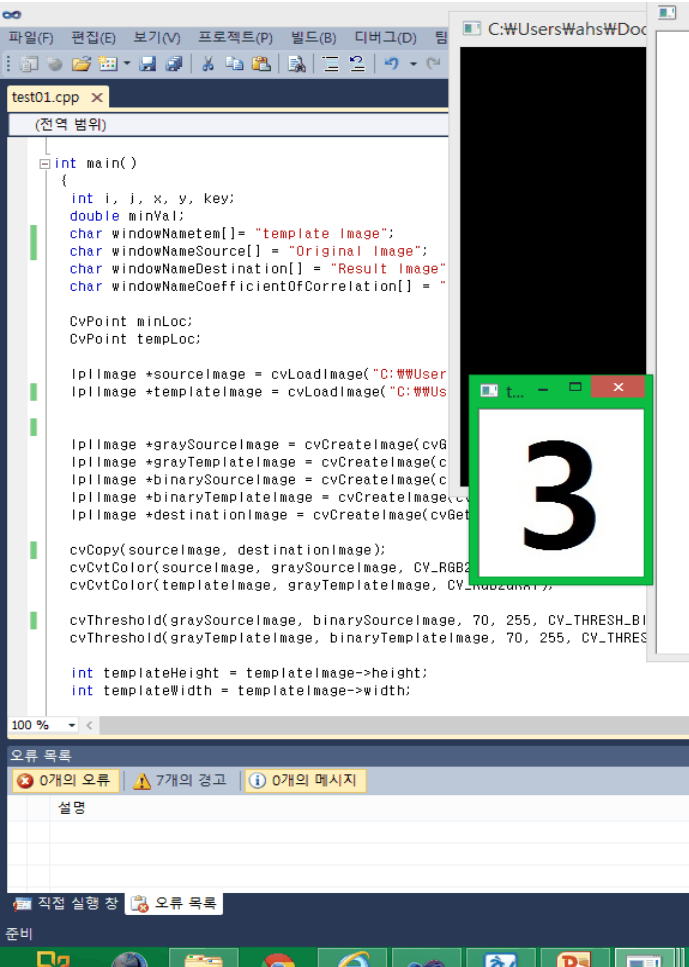 파일(F) 편집(E) 보기(V) 프로젝트(P) 빌드(B) 디버그(D) 팀
C:₩Users₩ahs₩Doc
test01.cpp
(전역 범위)
int main()
{
int i, j, x, y, key;
double minVal;
char windowNametem[]= "template Image";
char windowNameSource[] = "Original Image";
char windowNameDestination[] = "Result Image"
char windowNameCoefficientOfCorrelation[] = "
CvPoint minLoc;
CvPoint tempLoc;
IplImage *sourceImage = cvLoadImage("C:₩₩User
IplImage *templateImage = cvLoadImage("C:₩₩Us
t...
IplImage *graySourceImage = cvCreateImage(cvG
IplImage *grayTemplateImage = cvCreateImage(c
IplImage *binarySourceImage = cvCreateImage(c
IplImage *binaryTemplateImage = cvCreateImage(cv
IplImage *destinationImage = cvCreateImage(cvGet
3
cvCopy(sourceImage, destinationImage);
cvCvtColor(sourceImage, graySourceImage, CV_RGB2
cvCvtColor(templateImage, grayTemplateImage, CV_RGB2GRAY);
cvThreshold(graySourceImage, binarySourceImage, 70, 255, CV_THRESH_BI
cvThreshold(grayTemplateImage, binaryTemplateImage, 70, 255, CV_THRES
int templateHeight = templateImage->height;
int templateWidth = templateImage->width;
100 %
오류 목록
0개의 오류 7개의 경고 0개의 메시지
설명
직접 실행 창 오류 목록
준비